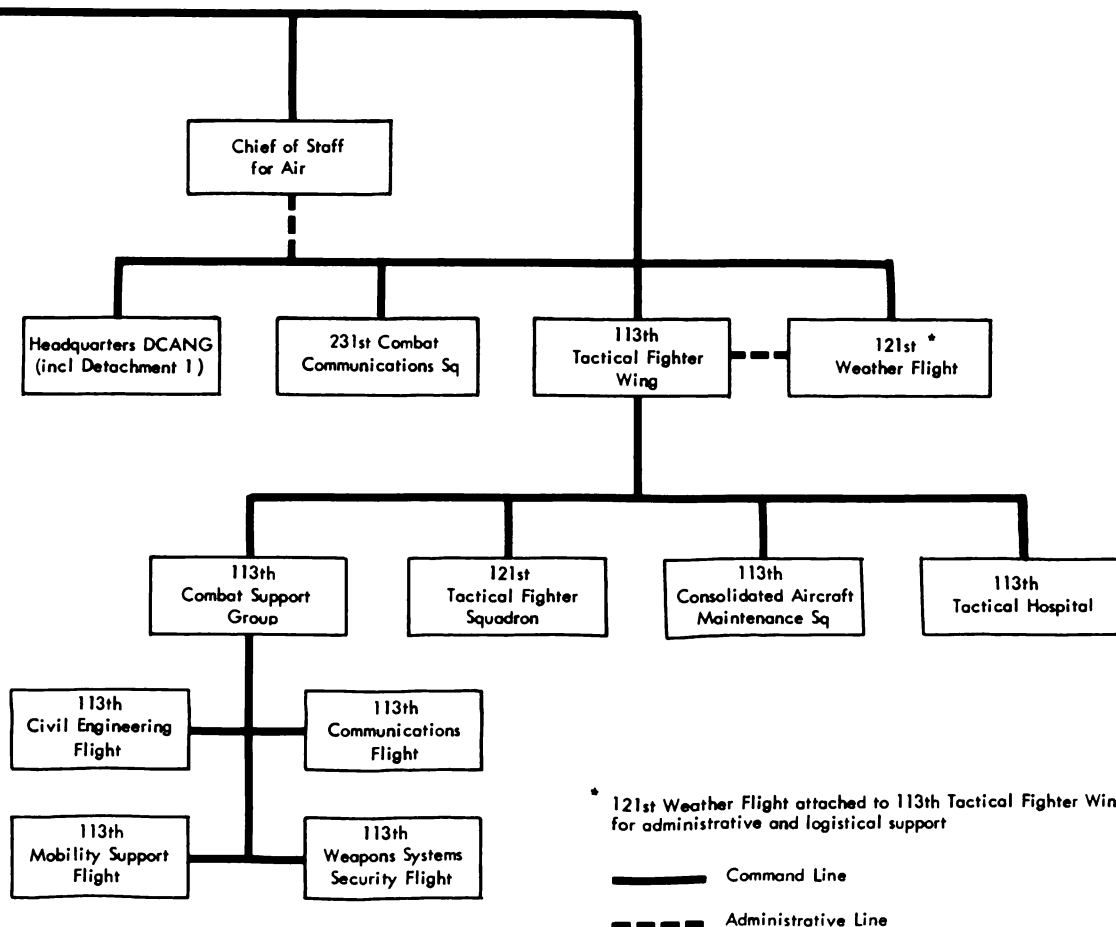 Chief of Staff
for Air
Headquarters DCANG
(incl Detachment 1)
231st Combat
Communications Sq
113th
Tactical Fighter
Wing
121st *
Weather Flight
113th
Combat Support
Group
121st
Tactical Fighter
Squadron
113th
Consolidated Aircraft
Maintenance Sq
113th
Tactical Hospital
113th
Civil Engineering
Flight
113th
Communications
Flight
113th
Mobility Support
Flight
113th
Weapons Systems
Security Flight
* 121st Weather Flight attached to 113th Tactical Fighter Win
for administrative and logistical support
Command Line
Administrative Line